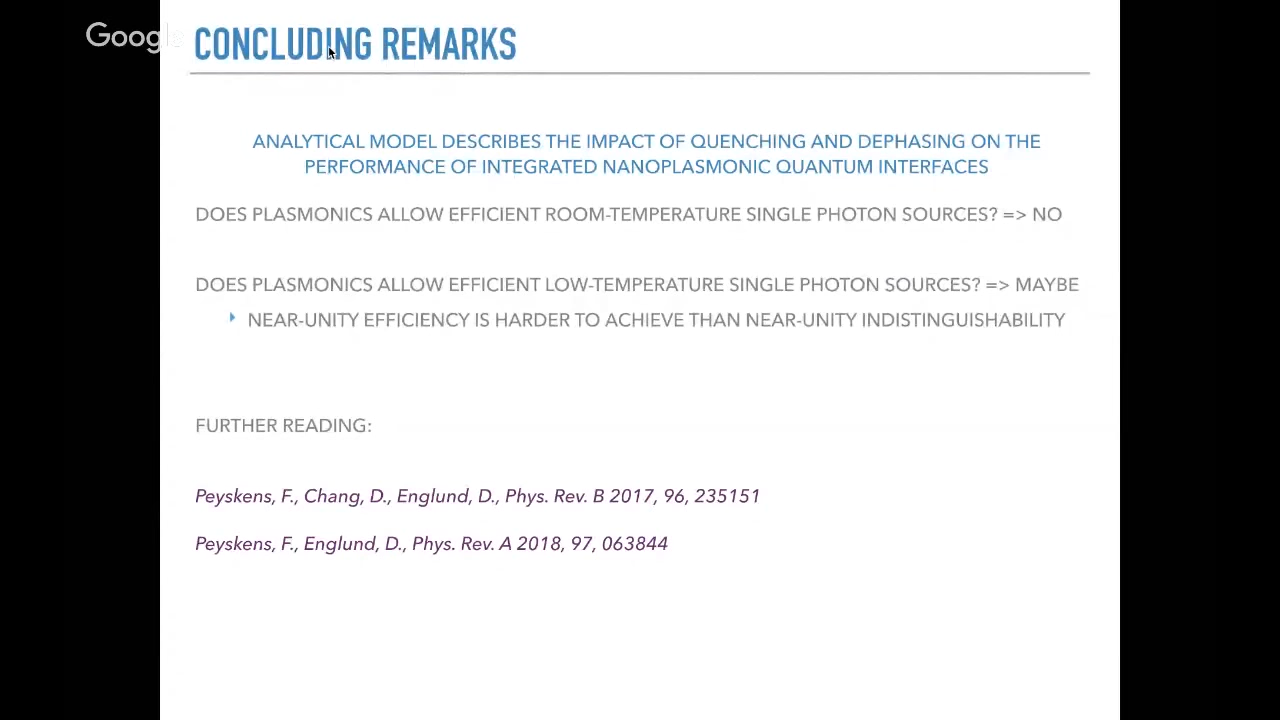 Google
CONCLUDING REMARKS
ANALYTICAL MODEL DESCRIBES THE IMPACT OF QUENCHING AND DEPHASING ON THE
PERFORMANCE OF INTEGRATED NANOPLASMONIC QUANTUM INTERFACES
DOES PLASMONICS ALLOW EFFICIENT ROOM-TEMPERATURE SINGLE PHOTON SOURCES? => NO
DOES PLASMONICS ALLOW EFFICIENT LOW-TEMPERATURE SINGLE PHOTON SOURCES? => MAYBE
NEAR-UNITY EFFICIENCY IS HARDER TO ACHIEVE THAN NEAR-UNITY INDISTINGUISHABILITY
FURTHER READING:
Peyskens, F., Chang, D., Englund, D., Phys. Rev. B 2017, 96, 235151
Peyskens, F., Englund, D., Phys. Rev. A 2018, 97, 063844